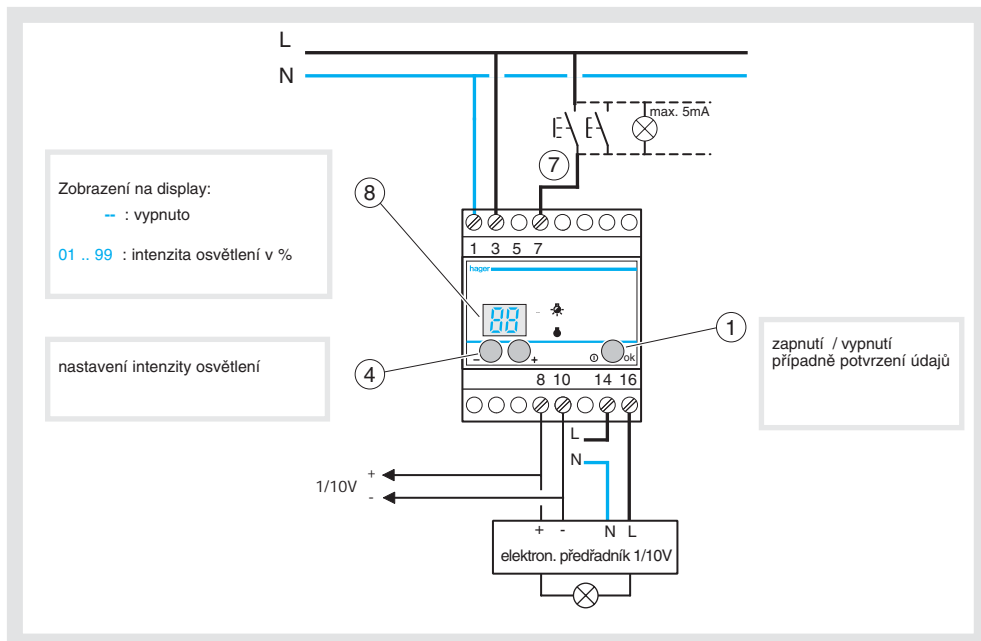 L
N
max. 5mA
7
Zobrazení na display:
-- : vypnuto
01 .. 99 : intenzita osvětlení v %
8
1 3 5 7
hager
88
1
- + ok
4
nastavení intenzity osvětlení
zapnutí / vypnutí
případně potvrzení údajů
8 10 14 16
L
N
+
1/10V
-
+ - N L
elektron. předřadník 1/10V